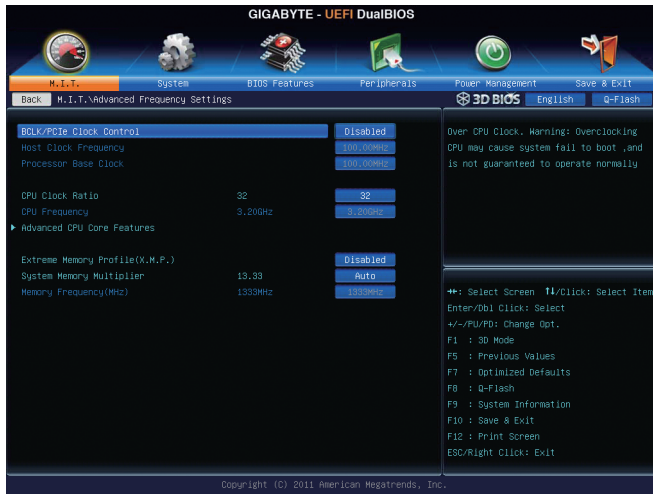 GIGABYTE - UEFI DualBIOS
M.I.T. System BIOS Features Peripherals Power Management Save & Exit
Back M.I.T.\Advanced Frequency Settings 3D BIOS English Q-Flash
BCLK/PCIe Clock Control Disabled
Host Clock Frequency 100.00MHz
Processor Base Clock 100.00MHz
CPU Clock Ratio 32 32
CPU Frequency 3.20GHz 3.20GHz
Advanced CPU Core Features
Extreme Memory Profile(X.M.P.) Disabled
System Memory Multiplier 13.33 Auto
Memory Frequency(MHz) 1333MHz 1333MHz
Over CPU Clock. Warning: Overclocking
CPU may cause system fail to boot ,and
is not guaranteed to operate normally
→←: Select Screen ↑↓/Click: Select Item
Enter/Dbl Click: Select
+/-/PU/PD: Change Opt.
F1 : 3D Mode
F5 : Previous Values
F7 : Optimized Defaults
F8 : Q-Flash
F9 : System Information
F10 : Save & Exit
F12 : Print Screen
ESC/Right Click: Exit
Copyright (C) 2011 American Megatrends, Inc.